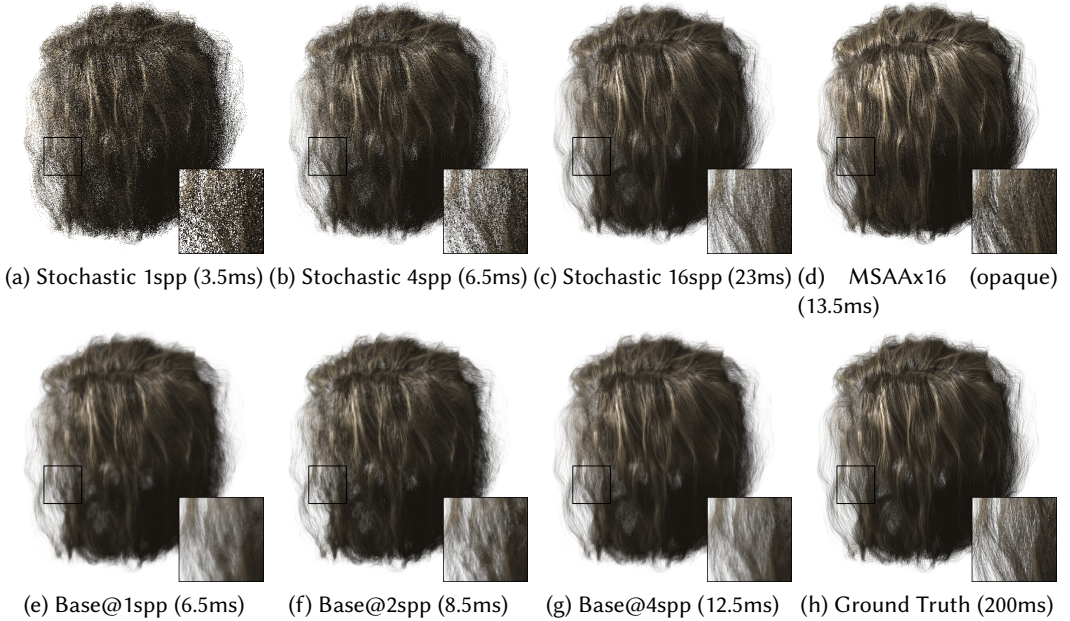 (a) Stochastic 1spp (3.5ms) (b) Stochastic 4spp (6.5ms) (c) Stochastic 16spp (23ms) (d) MSAAx16 (opaque)
(13.5ms)
(e) Base@1spp (6.5ms) (f) Base@2spp (8.5ms) (g) Base@4spp (12.5ms) (h) Ground Truth (200ms)